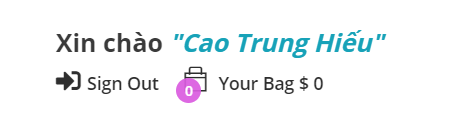 Xin chào "Cao Trung Hiếu"
Sign Out 0 Your Bag $ 0